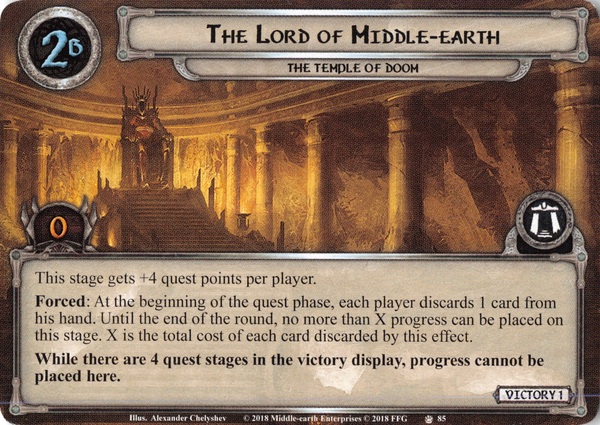 2B
THE LORD OF MIDDLE-EARTH
THE TEMPLE OF DOOM
0
This stage gets +4 quest points per player.
Forced: At the beginning of the quest phase, each player discards 1 card from
his hand. Until the end of the round, no more than X progress can be placed on
this stage. X is the total cost of each card discarded by this effect.
While there are 4 quest stages in the victory display, progress cannot be
placed here.
VICTORY 1
Illus. Alexander Chelyshev © 2018 Middle-earth Enterprises © 2018 FFG 85